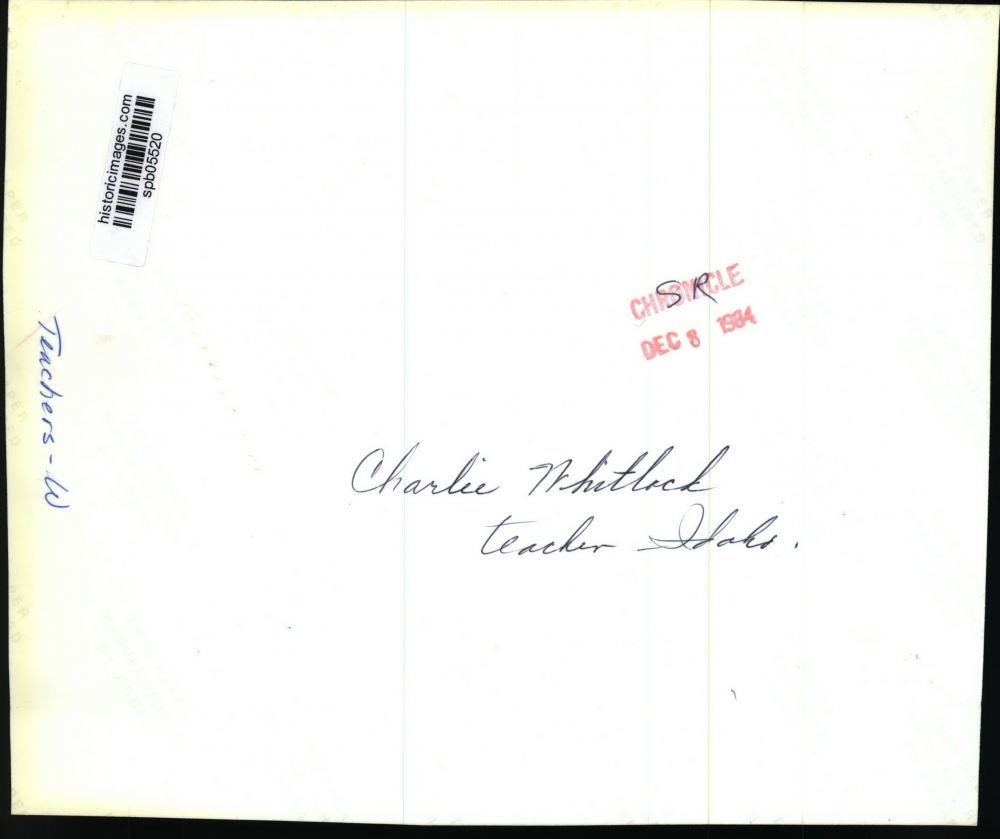 historicimages.com
spb05520
CHRONICLE
SR
DEC 8 1984
Teachers - W
Charlie Whitlock
teacher Idaho.